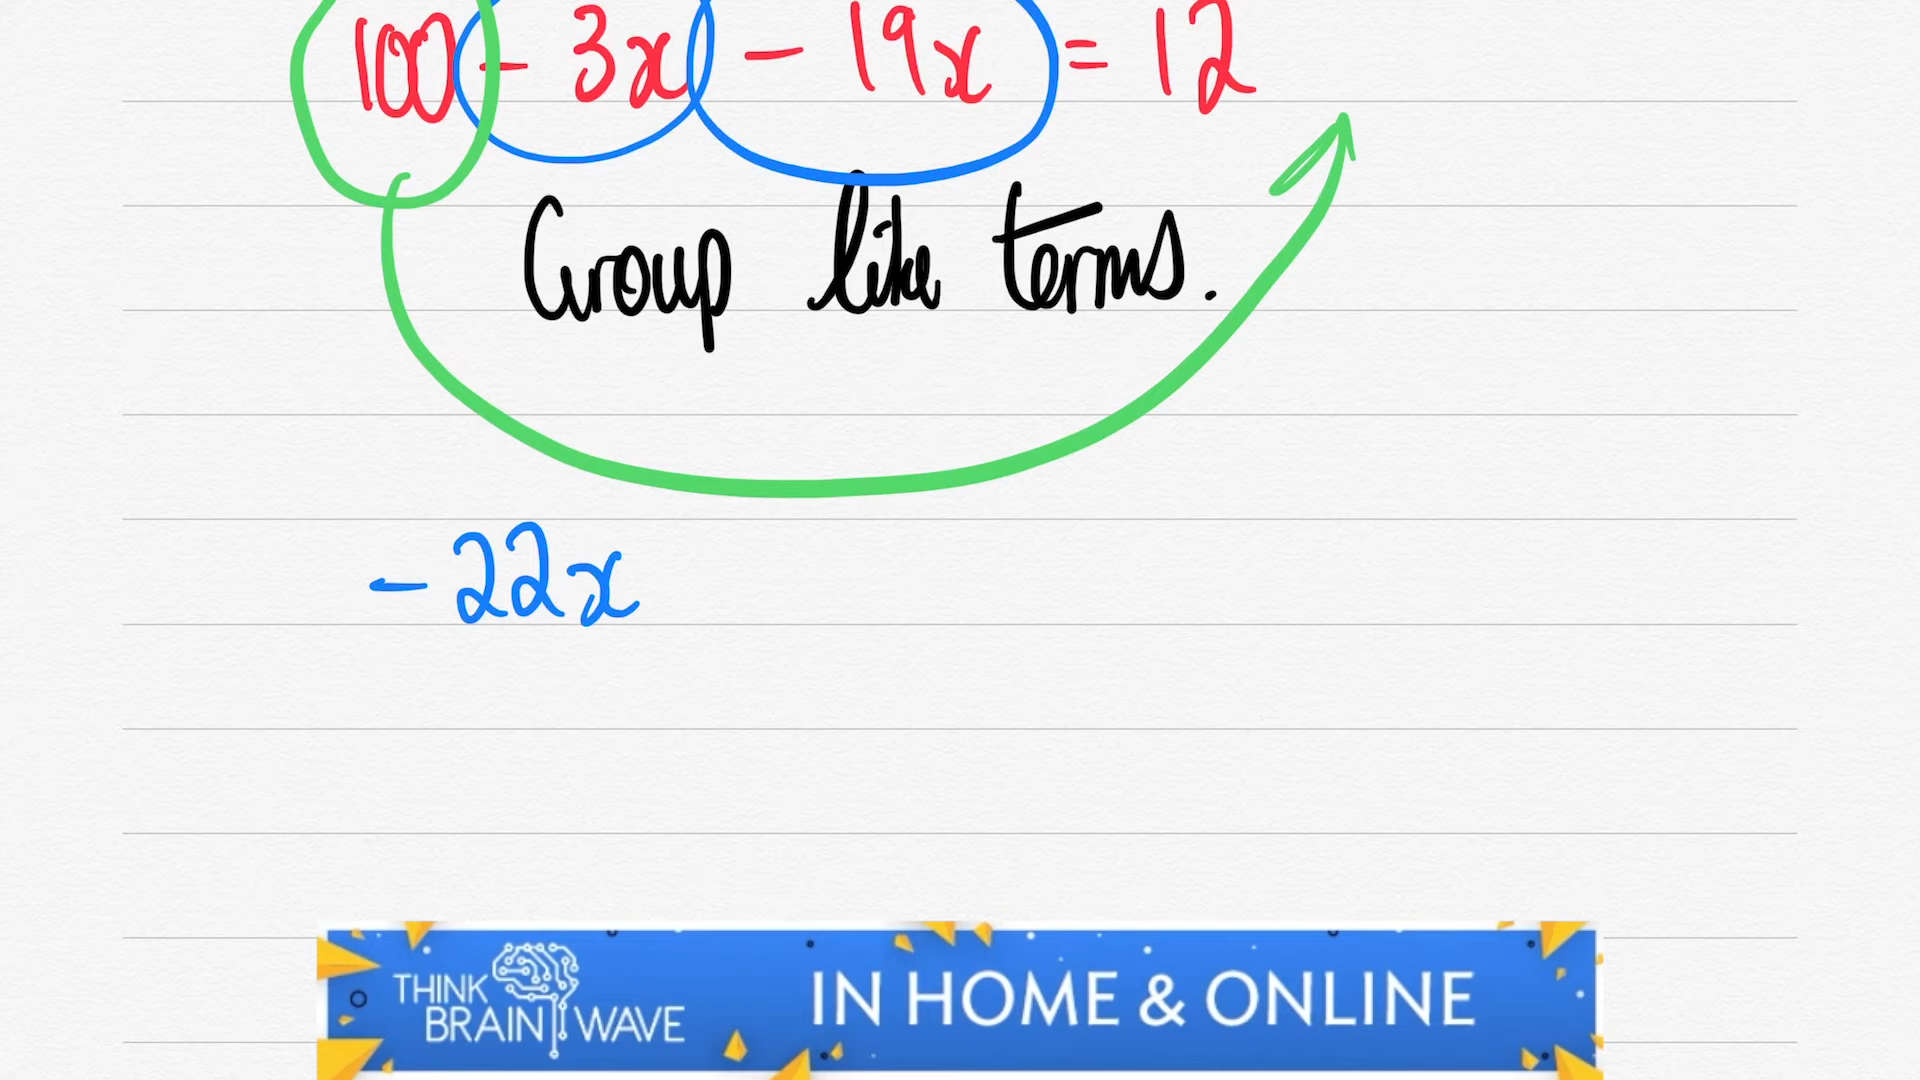 100 - 3x - 19x = 12
Group like terms.
- 22x
THINK
BRAIN WAVE
IN HOME & ONLINE